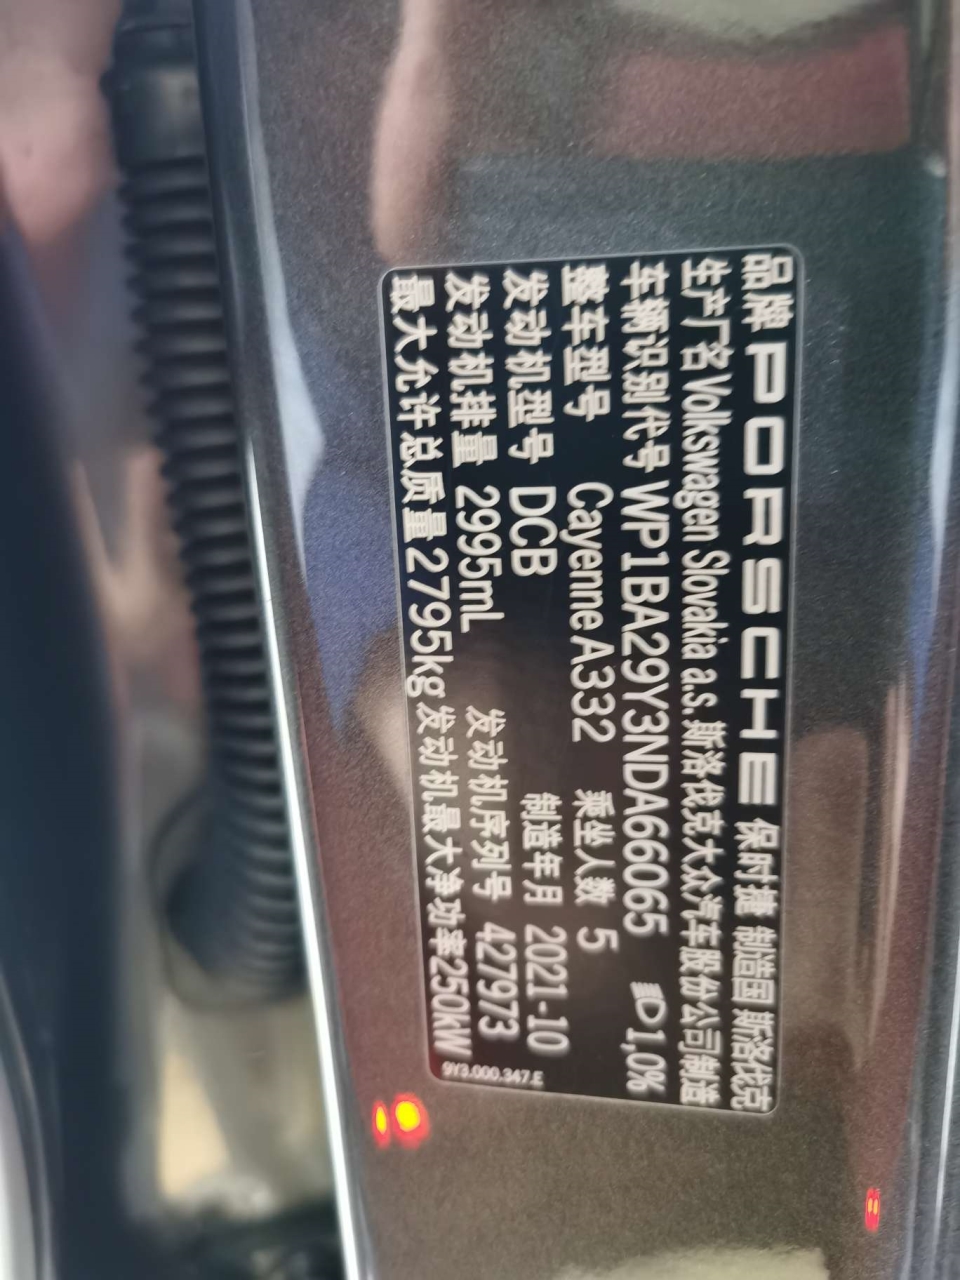 品牌 PORSCHE 保时捷 制造国 斯洛伐克
生产厂名 Volkswagen Slovakia a.s. 斯洛伐克大众汽车股份公司制造
车辆识别代号 WP1BA29Y3NDA66065 1,0%
整车型号 Cayenne A332 乘坐人数 5
发动机型号 DCB 制造年月 2021-10
发动机排量 2995mL 发动机序列号 427973
最大允许总质量 2795kg 发动机最大净功率 250kW
9Y3.000.347.E